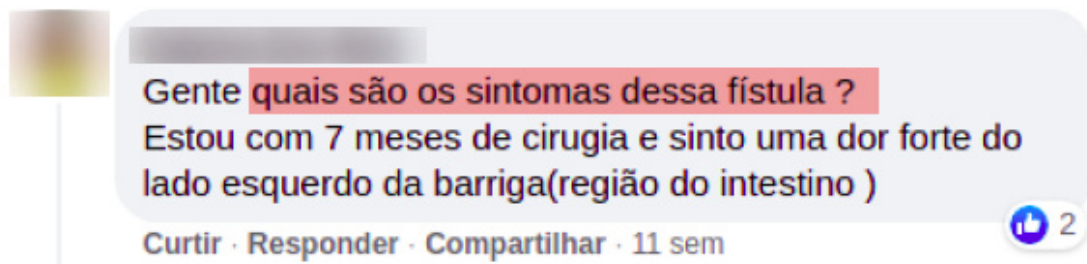 Gente quais são os sintomas dessa fístula ?
Estou com 7 meses de cirugia e sinto uma dor forte do
lado esquerdo da barriga(região do intestino )
Curtir · Responder · Compartilhar · 11 sem
2